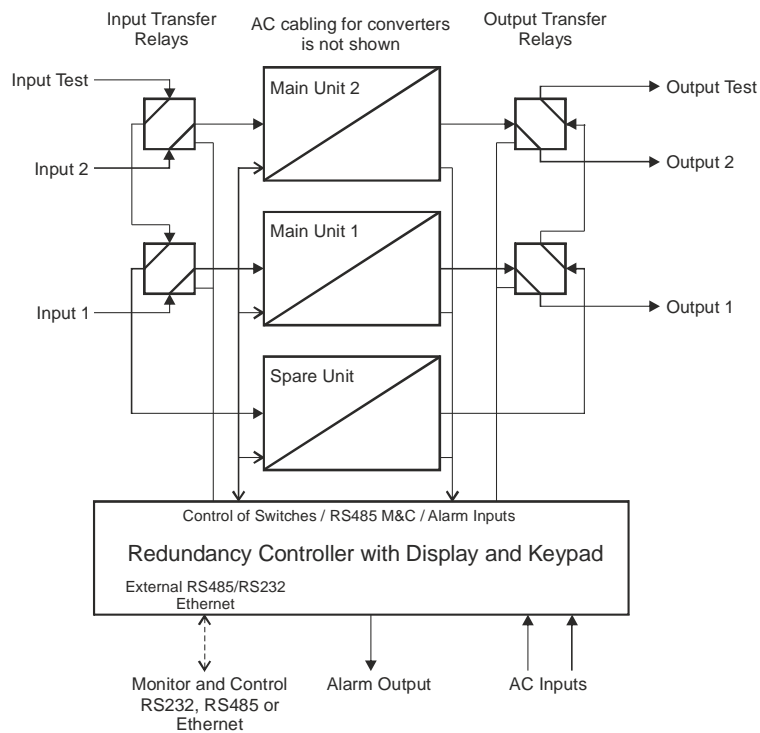 Input Transfer
Relays
AC cabling for converters
is not shown
Output Transfer
Relays
Input Test
Main Unit 2
Output Test
Input 2
Output 2
Main Unit 1
Input 1
Output 1
Spare Unit
Control of Switches / RS485 M&C / Alarm Inputs
Redundancy Controller with Display and Keypad
External RS485/RS232
Ethernet
Monitor and Control
RS232, RS485 or
Ethernet
Alarm Output
AC Inputs